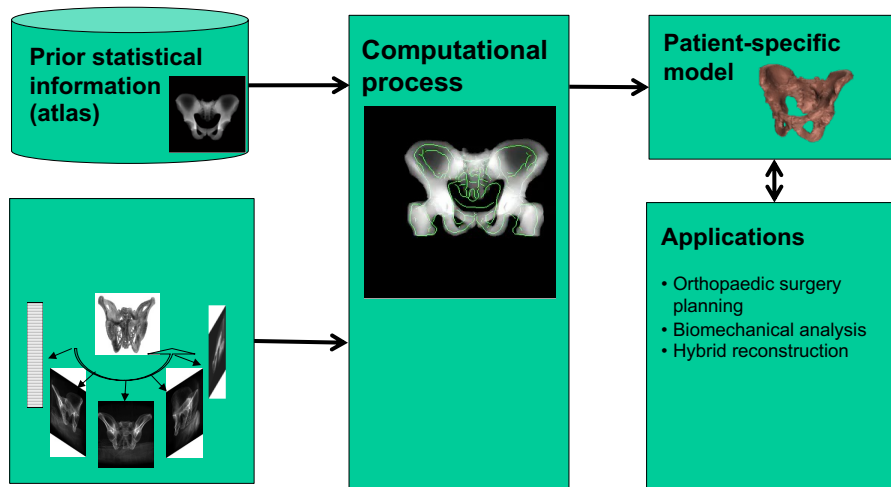 Prior statistical
information
(atlas)
Computational
process
Patient-specific
model
Applications
• Orthopaedic surgery
planning
• Biomechanical analysis
• Hybrid reconstruction